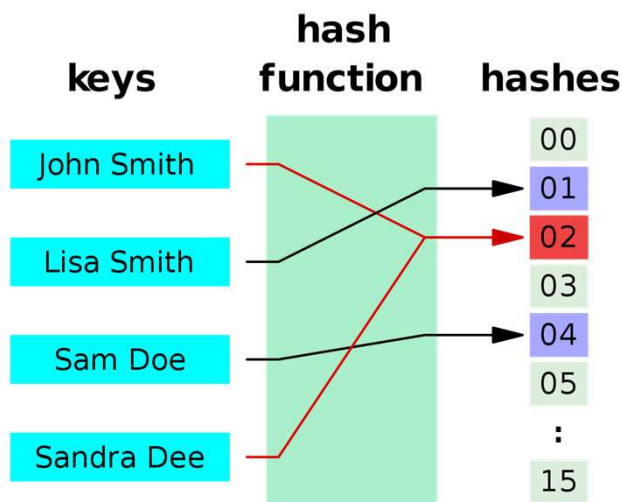 keys
hash
function
hashes
John Smith
Lisa Smith
Sam Doe
Sandra Dee
00
01
02
03
04
05
:
15